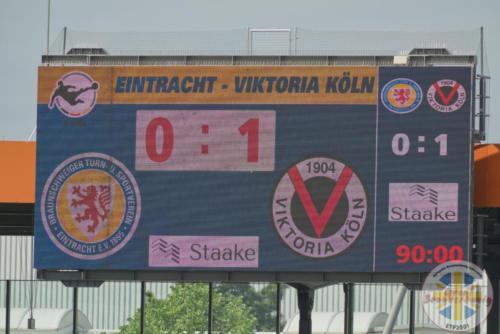 EINTRACHT - VIKTORIA KÖLN
0 : 1
1904
0 : 1
BRAUNSCHWEIGER TURN- U. SPORTVEREIN
EINTRACHT E.V. 1895
1904
VIKTORIA KÖLN
Staake
Staake
90:00